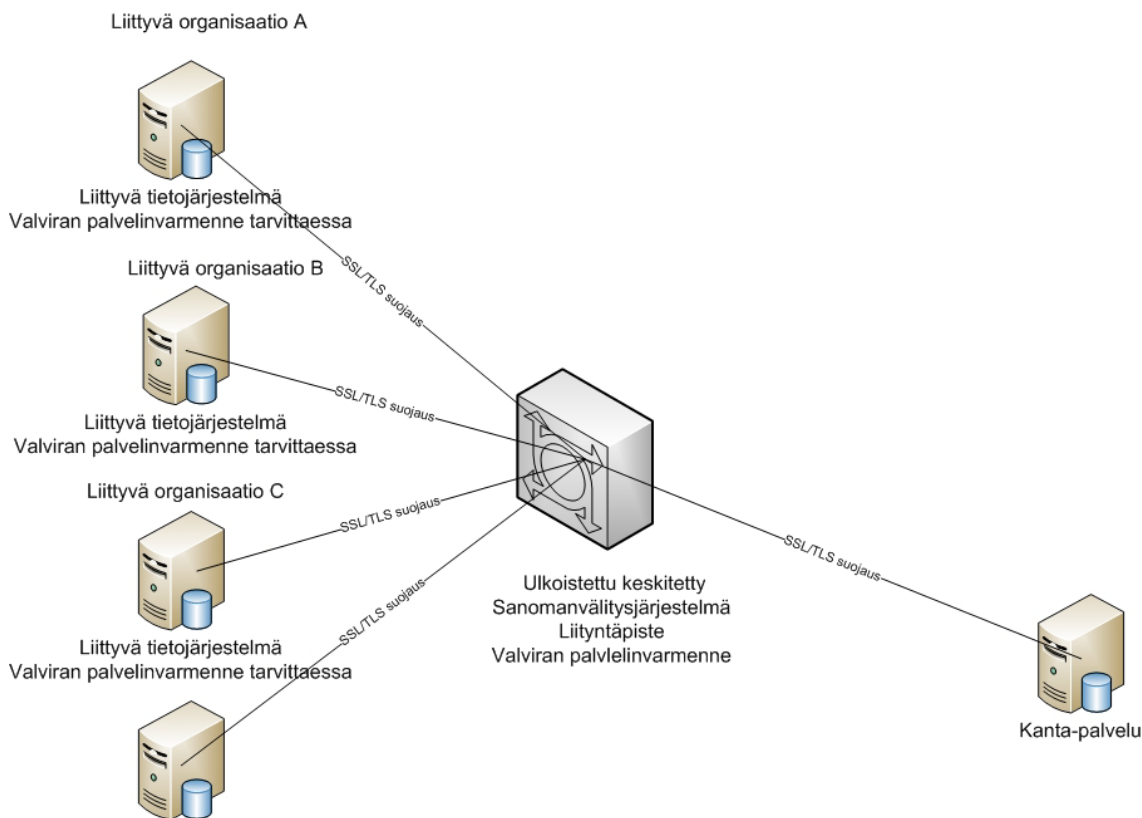 Liittyvä organisaatio A
Liittyvä tietojärjestelmä
Valviran palvelinvarmenne tarvittaessa
SSL/TLS suojaus
Liittyvä organisaatio B
SSL/TLS suojaus
Liittyvä tietojärjestelmä
Valviran palvelinvarmenne tarvittaessa
Liittyvä organisaatio C
SSL/TLS suojaus
SSL/TLS suojaus
SSL/TLS suojaus
Liittyvä tietojärjestelmä
Valviran palvelinvarmenne tarvittaessa
Ulkoistettu keskitetty
Sanomanvälitysjärjestelmä
Liityntäpiste
Valviran palvlelinvarmenne
Kanta-palvelu